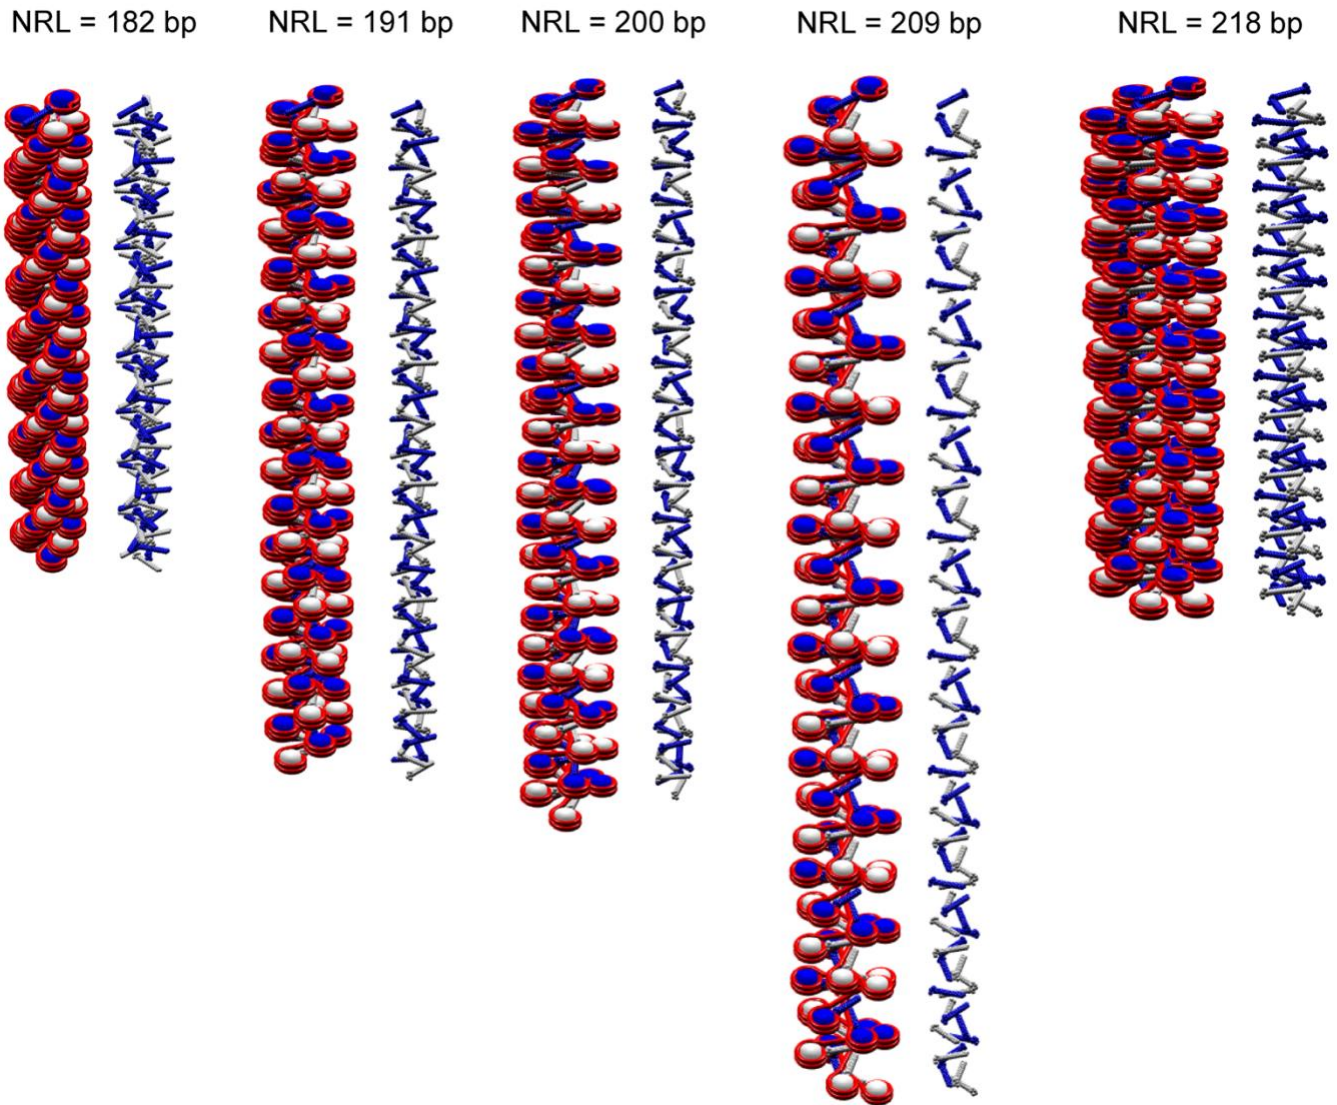 NRL = 182 bp
NRL = 191 bp
NRL = 200 bp
NRL = 209 bp
NRL = 218 bp